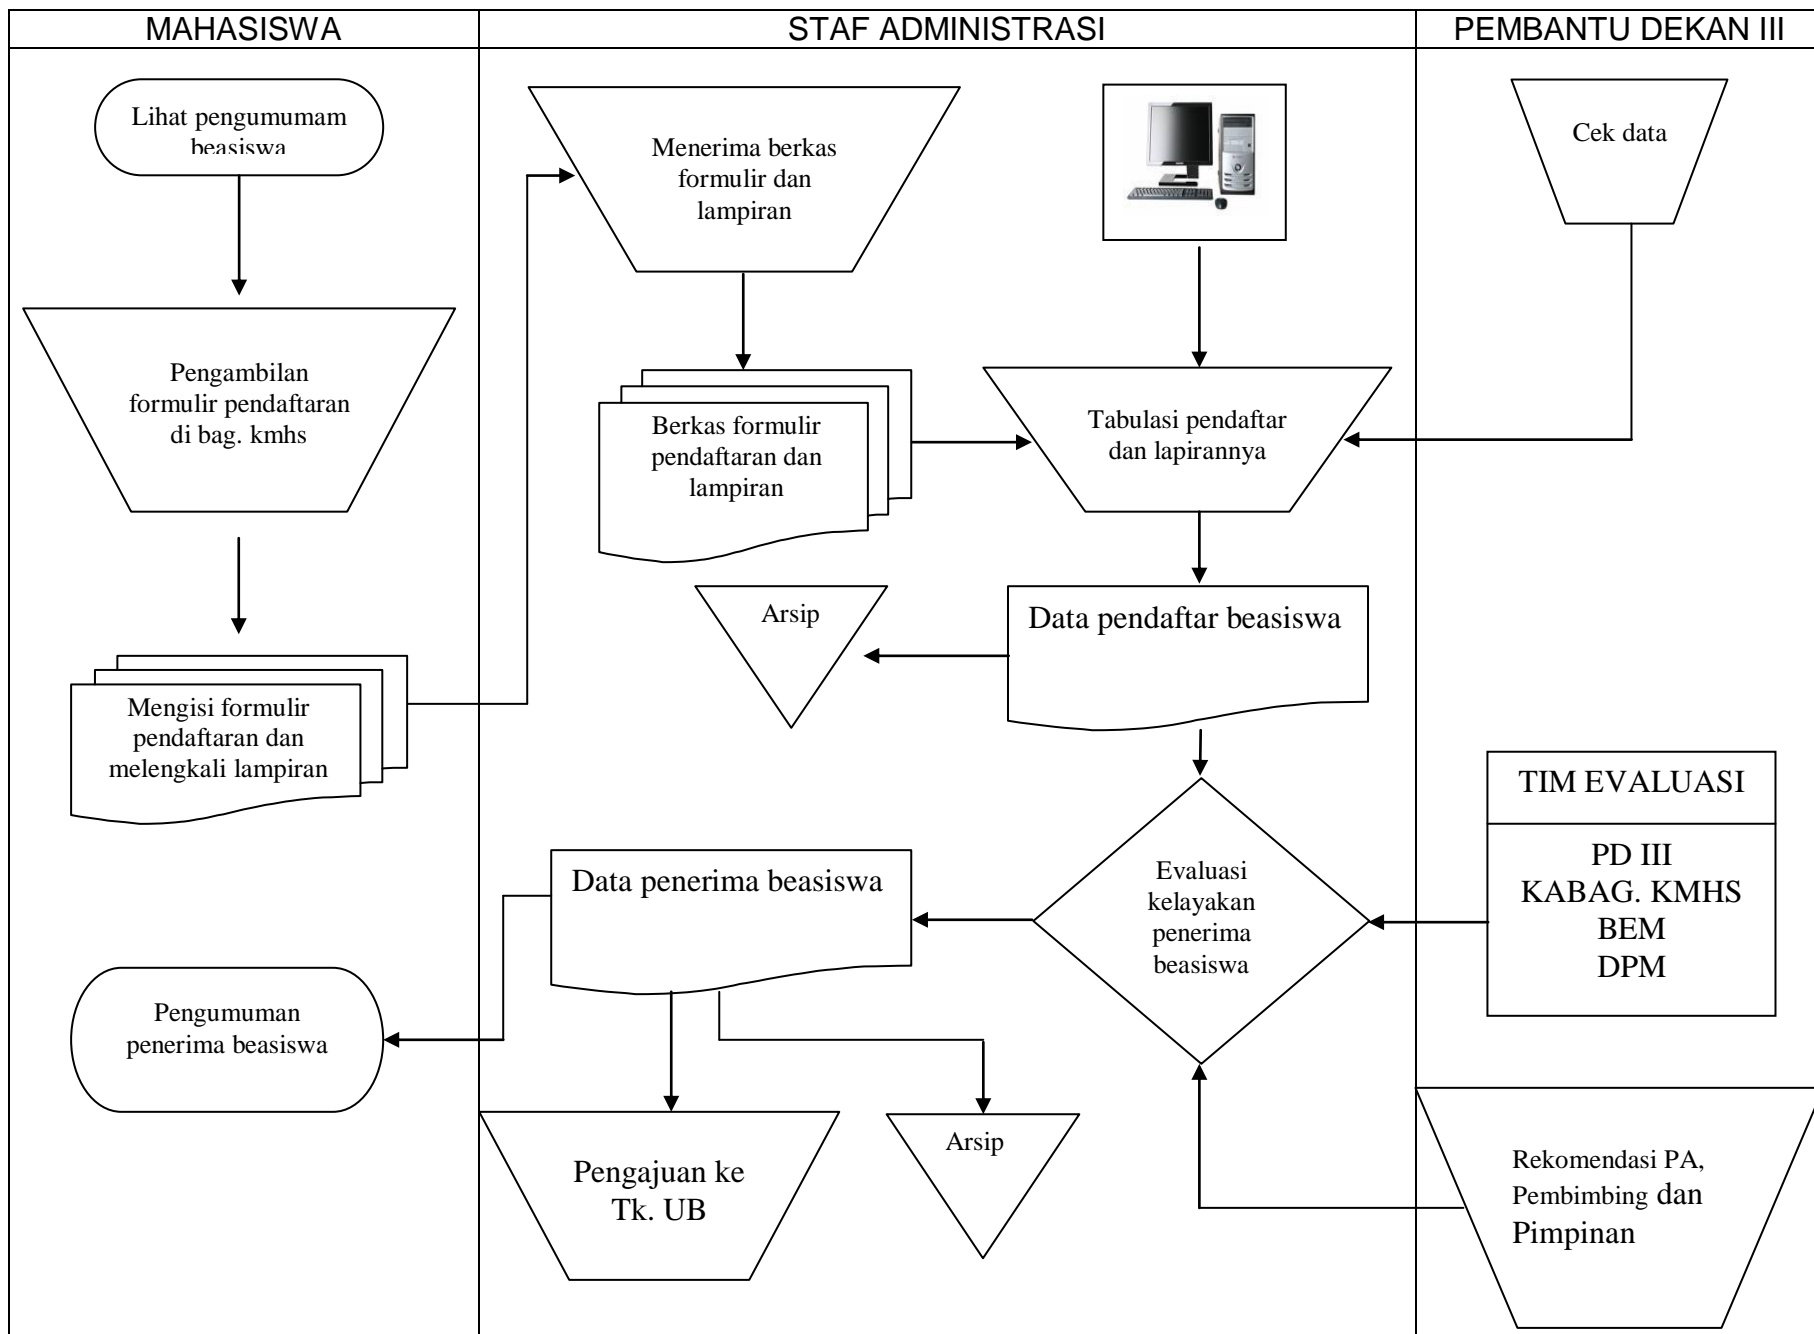 MAHASISWA
STAF ADMINISTRASI
PEMBANTU DEKAN III
Lihat pengumumam
beasiswa
Pengambilan
formulir pendaftaran
di bag. kmhs
Mengisi formulir
pendaftaran dan
melengkali lampiran
Pengumuman
penerima beasiswa
Menerima berkas
formulir dan
lampiran
Berkas formulir
pendaftaran dan
lampiran
Tabulasi pendaftar
dan lapirannya
Arsip
Data pendaftar beasiswa
Evaluasi
kelayakan
penerima
beasiswa
Data penerima beasiswa
Pengajuan ke
Tk. UB
Arsip
Cek data
TIM EVALUASI
PD III
KABAG. KMHS
BEM
DPM
Rekomendasi PA,
Pembimbing dan
Pimpinan